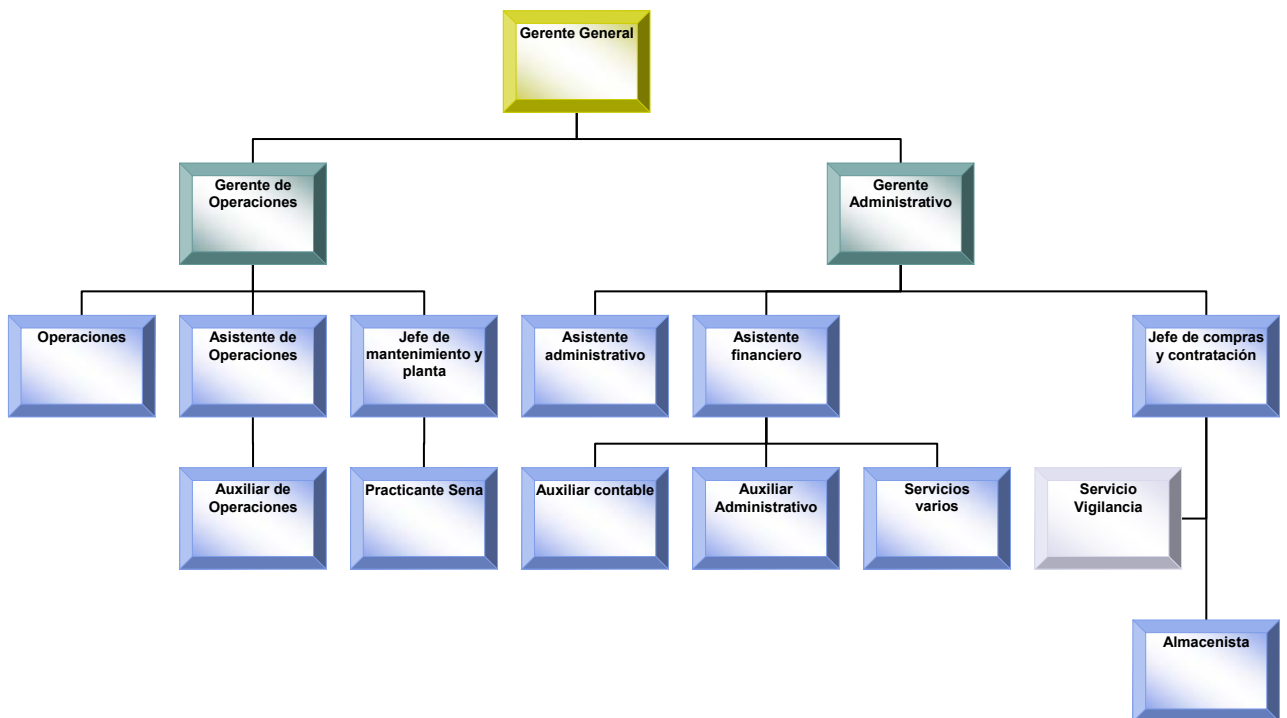 Gerente General
Gerente de
Operaciones
Gerente
Administrativo
Operaciones
Asistente de
Operaciones
Jefe de
mantenimiento y
planta
Asistente
administrativo
Asistente
financiero
Jefe de compras
y contratación
Auxiliar de
Operaciones
Practicante Sena
Auxiliar contable
Auxiliar
Administrativo
Servicios
varios
Servicio
Vigilancia
Almacenista